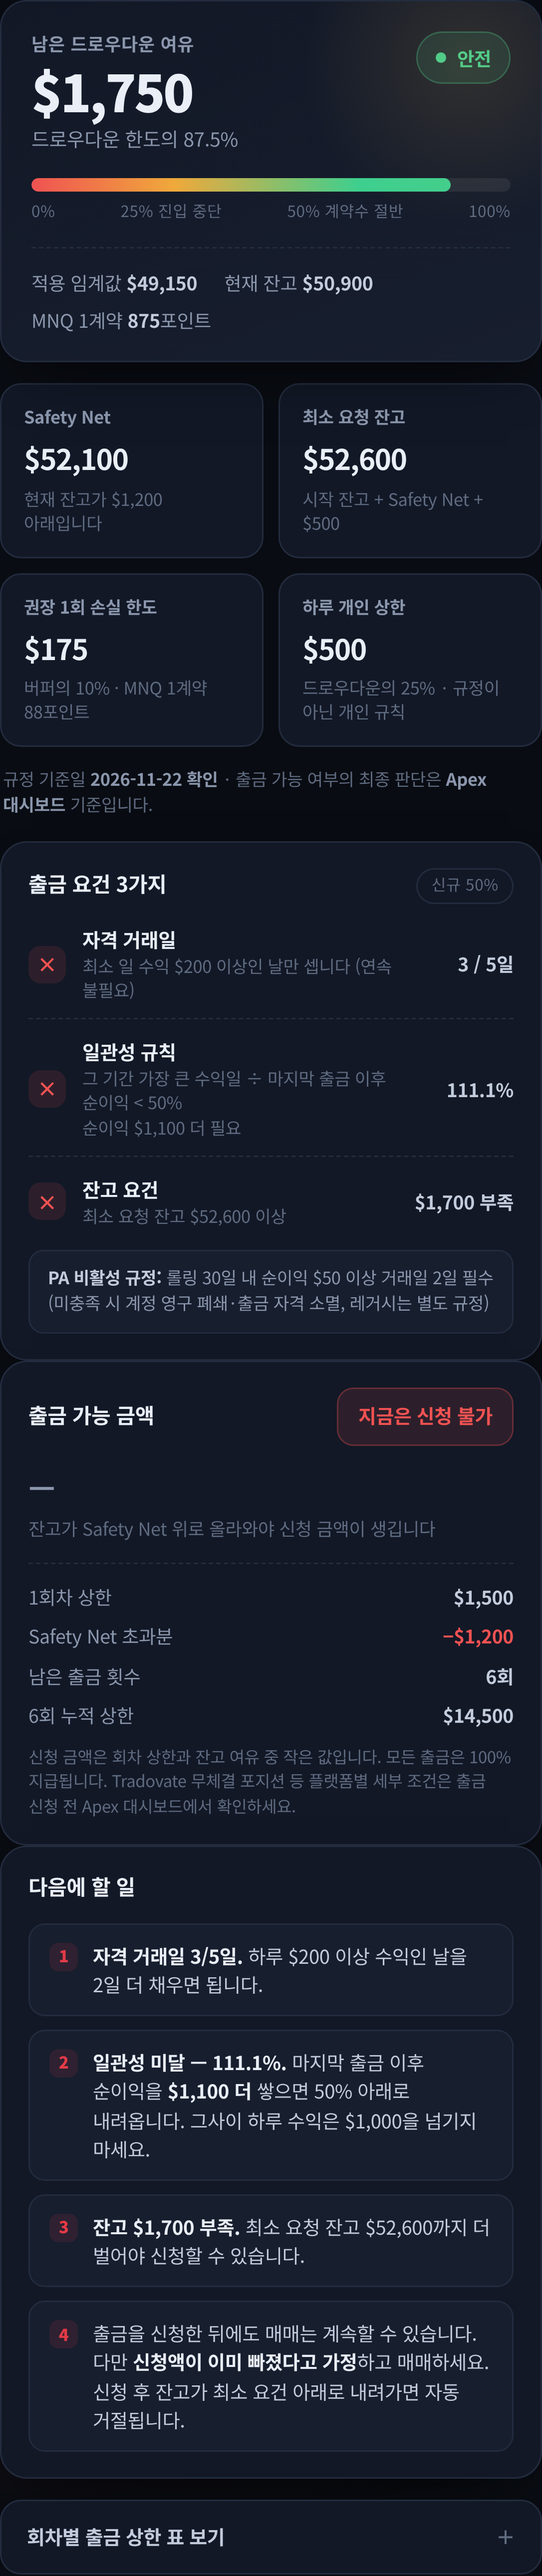 남은 드로우다운 여유
안전
$1,750
드로우다운 한도의 87.5%
0% 25% 진입 중단 50% 계약수 절반 100%
적용 임계값 $49,150 현재 잔고 $50,900
MNQ 1계약 875포인트
Safety Net
$52,100
현재 잔고가 $1,200
아래입니다
최소 요청 잔고
$52,600
시작 잔고 + Safety Net +
$500
권장 1회 손실 한도
$175
버퍼의 10% · MNQ 1계약
88포인트
하루 개인 상한
$500
드로우다운의 25% · 규정이
아닌 개인 규칙
규정 기준일 2026-11-22 확인 · 출금 가능 여부의 최종 판단은 Apex
대시보드 기준입니다.
출금 요건 3가지
신규 50%
자격 거래일
최소 일 수익 $200 이상인 날만 셉니다 (연속
불필요)
3 / 5일
일관성 규칙
그 기간 가장 큰 수익일 ÷ 마지막 출금 이후
순이익 < 50%
순이익 $1,100 더 필요
111.1%
잔고 요건
최소 요청 잔고 $52,600 이상
$1,700 부족
PA 비활성 규정: 롤링 30일 내 순이익 $50 이상 거래일 2일 필수
(미충족 시 계정 영구 폐쇄·출금 자격 소멸, 레거시는 별도 규정)
출금 가능 금액
지금은 신청 불가
—
잔고가 Safety Net 위로 올라와야 신청 금액이 생깁니다
1회차 상한 $1,500
Safety Net 초과분 −$1,200
남은 출금 횟수 6회
6회 누적 상한 $14,500
신청 금액은 회차 상한과 잔고 여유 중 작은 값입니다. 모든 출금은 100%
지급됩니다. Tradovate 무체결 포지션 등 플랫폼별 세부 조건은 출금
신청 전 Apex 대시보드에서 확인하세요.
다음에 할 일
1 자격 거래일 3/5일. 하루 $200 이상 수익인 날을
2일 더 채우면 됩니다.
2 일관성 미달 — 111.1%. 마지막 출금 이후
순이익을 $1,100 더 쌓으면 50% 아래로
내려옵니다. 그사이 하루 수익은 $1,000을 넘기지
마세요.
3 잔고 $1,700 부족. 최소 요청 잔고 $52,600까지 더
벌어야 신청할 수 있습니다.
4 출금을 신청한 뒤에도 매매는 계속할 수 있습니다.
다만 신청액이 이미 빠졌다고 가정하고 매매하세요.
신청 후 잔고가 최소 요건 아래로 내려가면 자동
거절됩니다.
회차별 출금 상한 표 보기 +